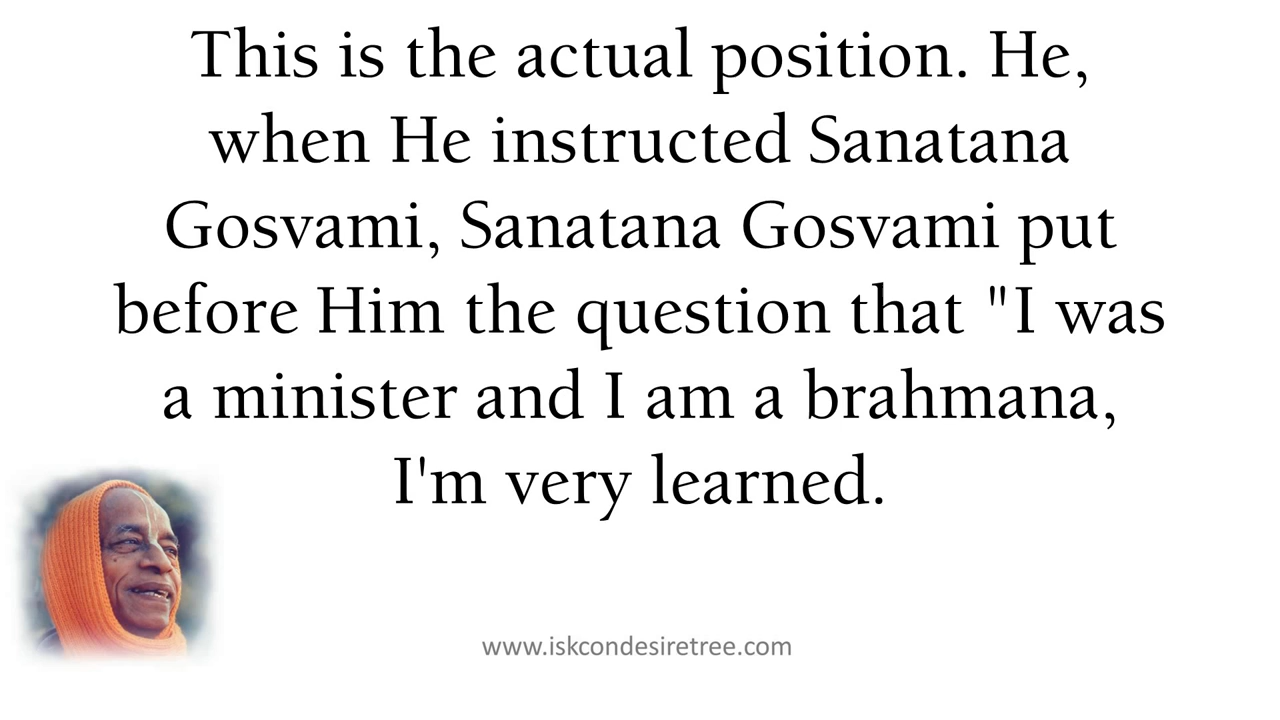 This is the actual position. He,
when He instructed Sanatana
Gosvami, Sanatana Gosvami put
before Him the question that "I was
a minister and I am a brahmana,
I'm very learned.
www.iskcondesiretree.com